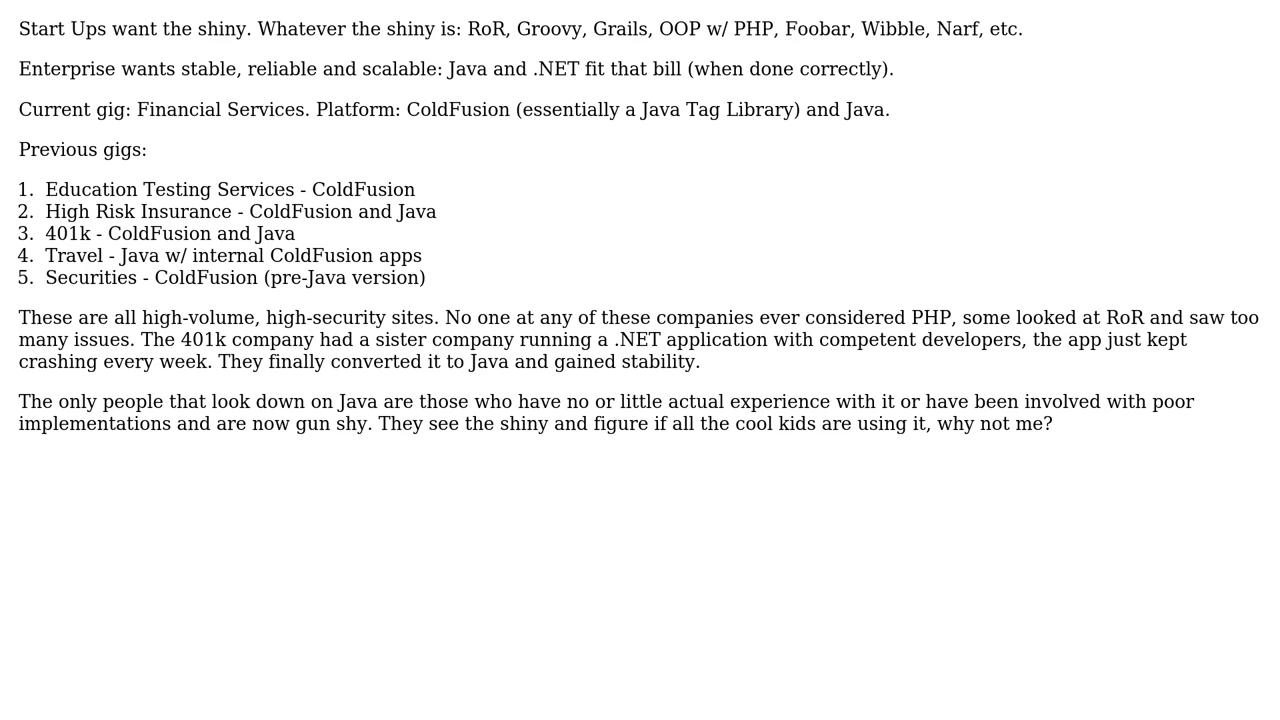 Start Ups want the shiny. Whatever the shiny is: RoR, Groovy, Grails, OOP w/ PHP, Foobar, Wibble, Narf, etc.
Enterprise wants stable, reliable and scalable: Java and .NET fit that bill (when done correctly).
Current gig: Financial Services. Platform: ColdFusion (essentially a Java Tag Library) and Java.
Previous gigs:
1. Education Testing Services - ColdFusion
2. High Risk Insurance - ColdFusion and Java
3. 401k - ColdFusion and Java
4. Travel - Java w/ internal ColdFusion apps
5. Securities - ColdFusion (pre-Java version)
These are all high-volume, high-security sites. No one at any of these companies ever considered PHP, some looked at RoR and saw too
many issues. The 401k company had a sister company running a .NET application with competent developers, the app just kept
crashing every week. They finally converted it to Java and gained stability.
The only people that look down on Java are those who have no or little actual experience with it or have been involved with poor
implementations and are now gun shy. They see the shiny and figure if all the cool kids are using it, why not me?